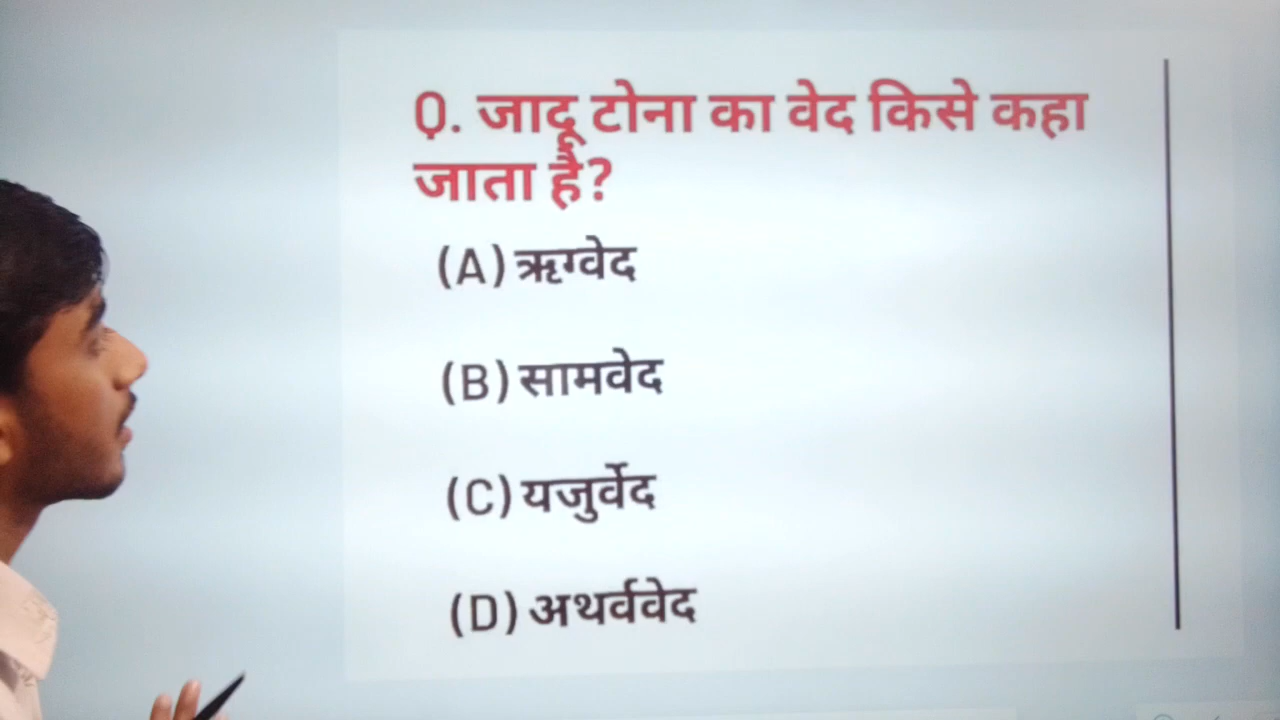 Q. जादू टोना का वेद किसे कहा
जाता है?
(A) ऋग्वेद
(B) सामवेद
(C) यजुर्वेद
(D) अथर्ववेद